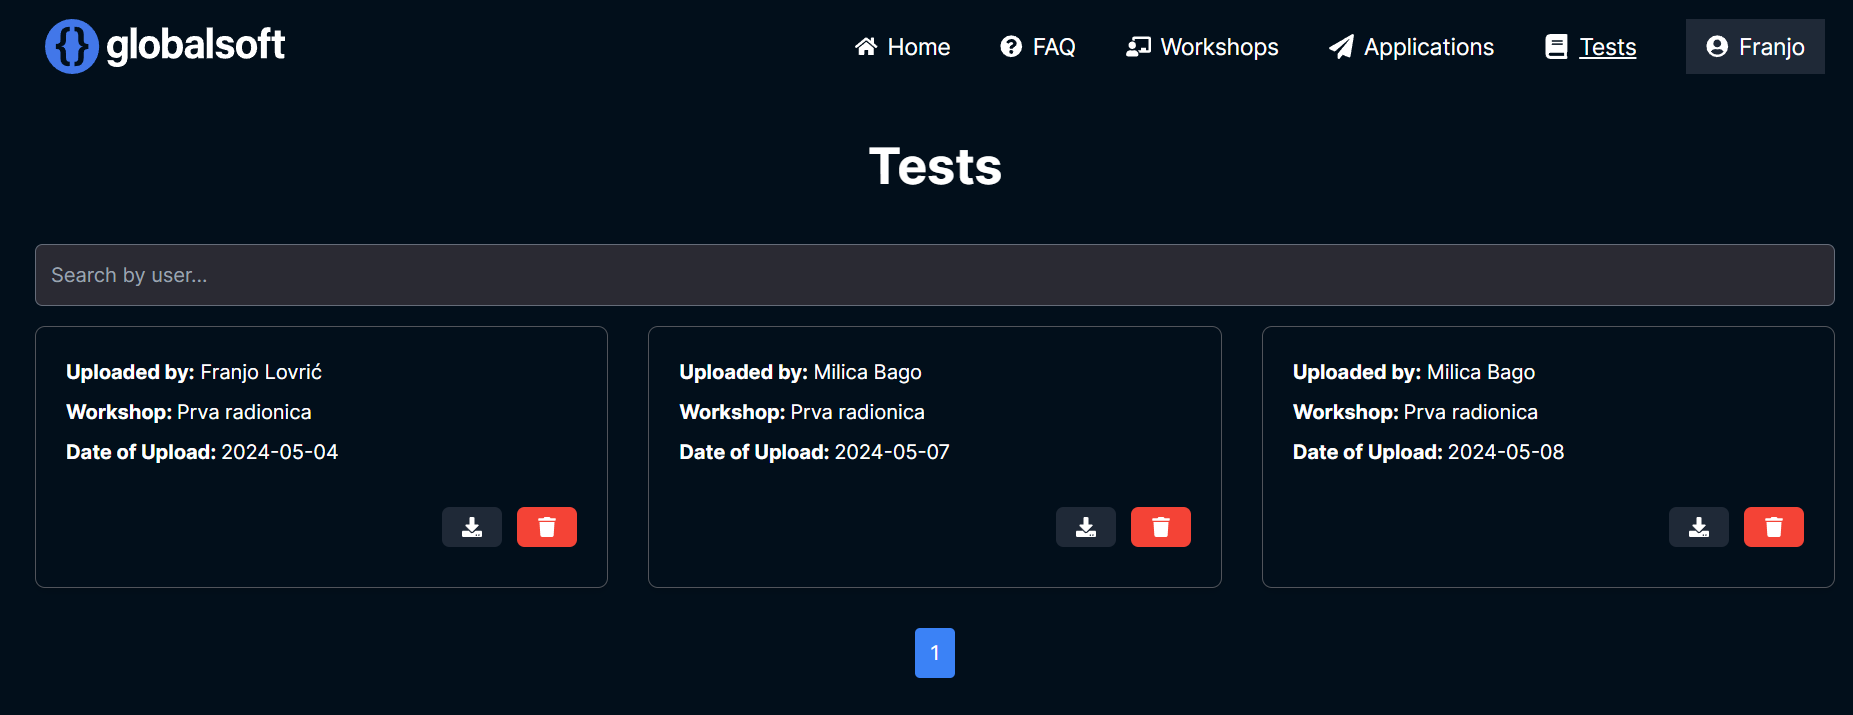 {} globalsoft
Home FAQ Workshops Applications Tests Franjo
Tests
Search by user...
Uploaded by: Franjo Lovrić
Workshop: Prva radionica
Date of Upload: 2024-05-04
Uploaded by: Milica Bago
Workshop: Prva radionica
Date of Upload: 2024-05-07
Uploaded by: Milica Bago
Workshop: Prva radionica
Date of Upload: 2024-05-08
1